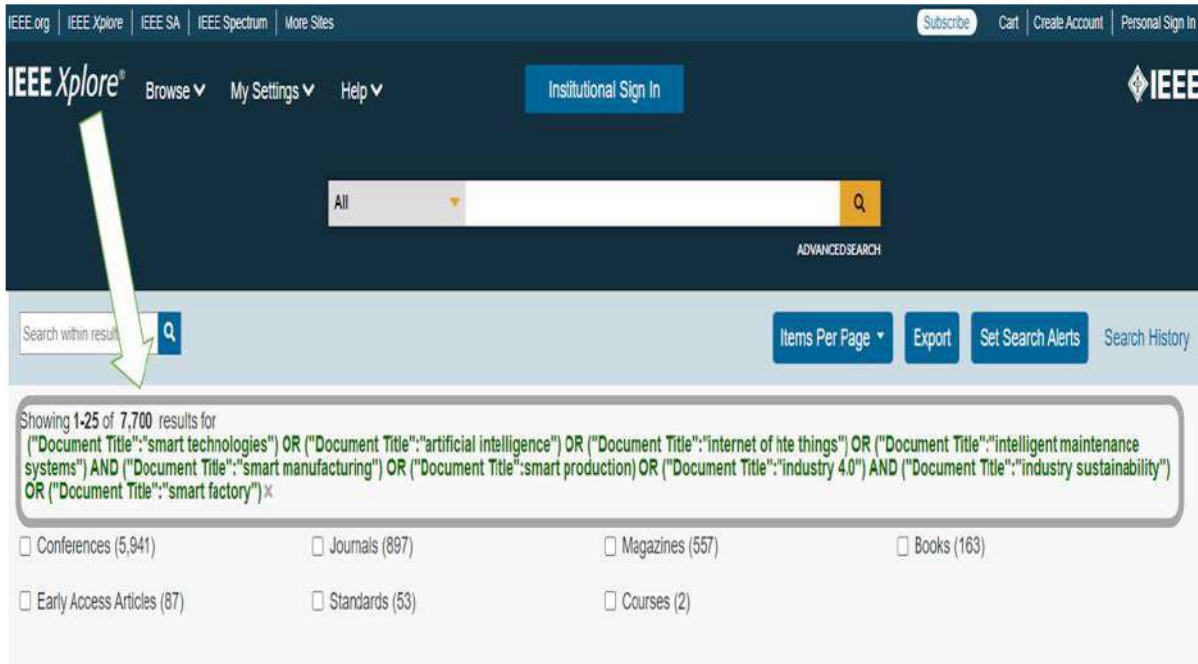 IEEE.org | IEEE Xplore | IEEE SA | IEEE Spectrum | More Sites Subscribe Cart | Create Account | Personal Sign In
IEEE Xplore® Browse My Settings Help Institutional Sign In IEEE
All
ADVANCED SEARCH
Search within resul Items Per Page Export Set Search Alerts Search History
Showing 1-25 of 7,700 results for
("Document Title":"smart technologies") OR ("Document Title":"artificial intelligence") OR ("Document Title":"internet of hte things") OR ("Document Title":"intelligent maintenance
systems") AND ("Document Title":"smart manufacturing") OR ("Document Title":smart production) OR ("Document Title":"industry 4.0") AND ("Document Title":"industry sustainability")
OR ("Document Title":"smart factory") ×
Conferences (5,941) Journals (897) Magazines (557) Books (163)
Early Access Articles (87) Standards (53) Courses (2)